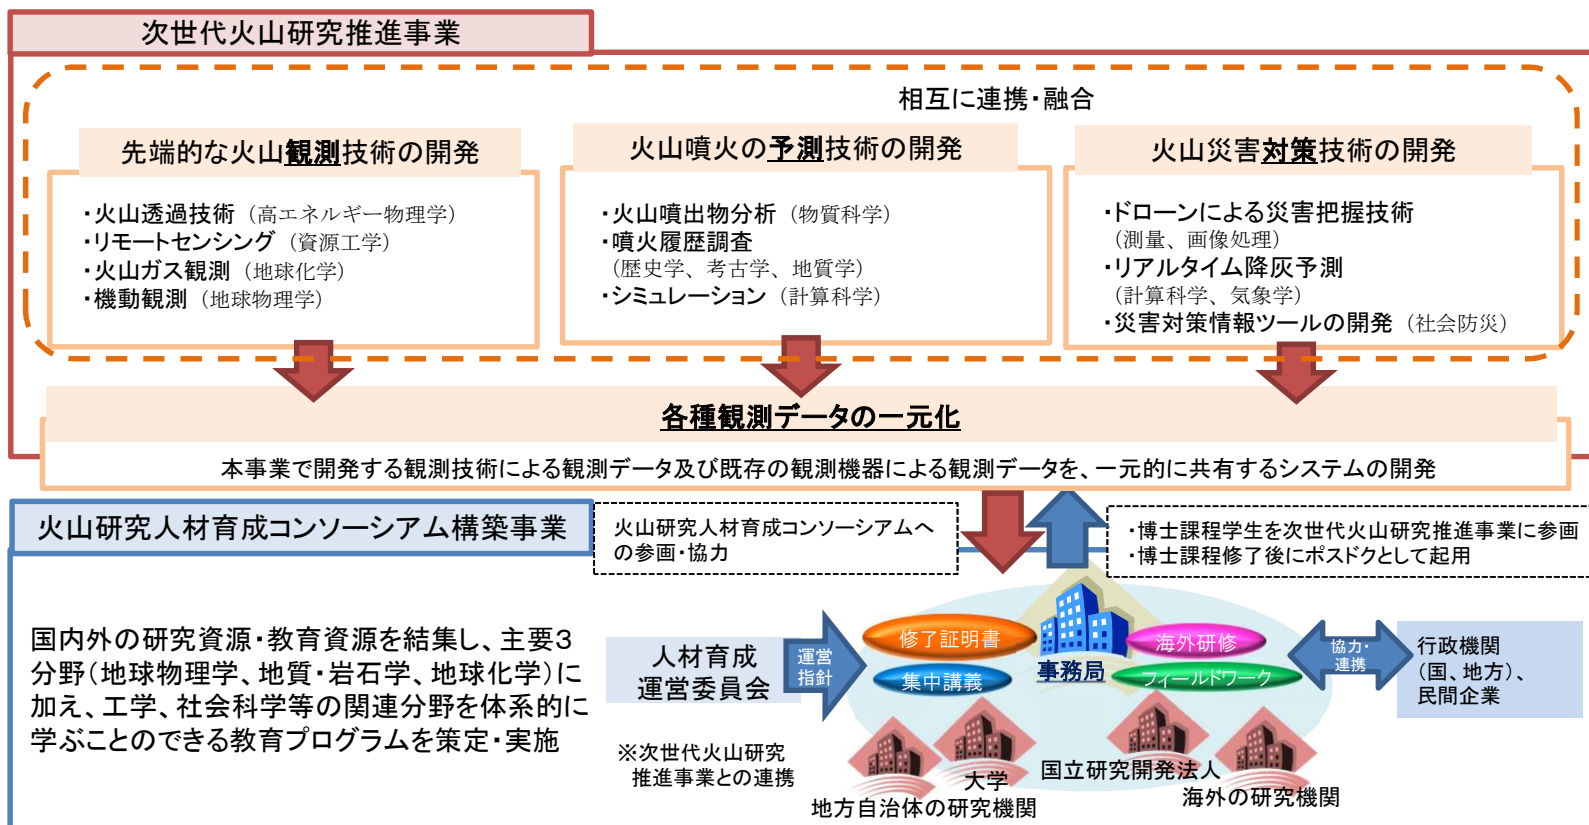 次世代火山研究推進事業
相互に連携・融合
先端的な火山観測技術の開発
・火山透過技術（高エネルギー物理学）
・リモートセンシング（資源工学）
・火山ガス観測（地球化学）
・機動観測（地球物理学）
火山噴火の予測技術の開発
・火山噴出物分析（物質科学）
・噴火履歴調査
（歴史学、考古学、地質学）
・シミュレーション（計算科学）
火山災害対策技術の開発
・ドローンによる災害把握技術
（測量、画像処理）
・リアルタイム降灰予測
（計算科学、気象学）
・災害対策情報ツールの開発（社会防災）
各種観測データの一元化
本事業で開発する観測技術による観測データ及び既存の観測機器による観測データを、一元的に共有するシステムの開発
火山研究人材育成コンソーシアム構築事業
火山研究人材育成コンソーシアムへ
の参画・協力
・博士課程学生を次世代火山研究推進事業に参画
・博士課程修了後にポスドクとして起用
国内外の研究資源・教育資源を結集し、主要３
分野（地球物理学、地質・岩石学、地球化学）に
加え、工学、社会科学等の関連分野を体系的に
学ぶことのできる教育プログラムを策定・実施
人材育成
運営委員会
運営
指針
※次世代火山研究
推進事業との連携
修了証明書
集中講義
事務局
海外研修
フィールドワーク
協力・
連携
行政機関
（国、地方）、
民間企業
大学
地方自治体の研究機関
国立研究開発法人
海外の研究機関